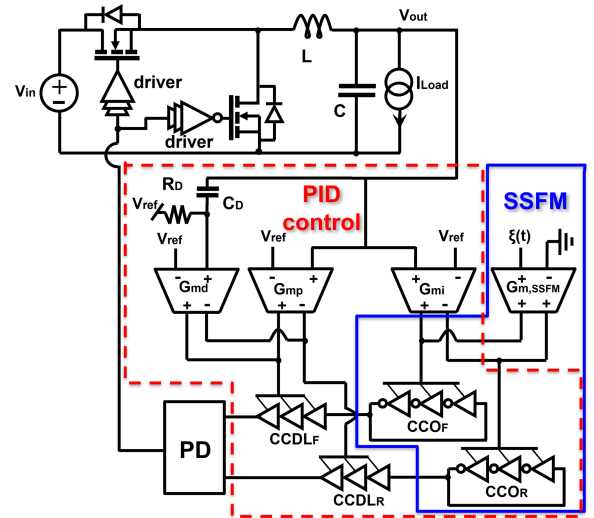 Vout
L
Vin
driver
C
ILoad
driver
RD
PID
control
SSFM
Vref
CD
Vref
Vref
Vref
ξ(t)
- +
- +
+ -
+ -
Gmd
Gmp
Gmi
Gm,SSFM
+ -
+ -
+ -
+ +
CCDLF
CCOF
PD
CCDLR
CCOR